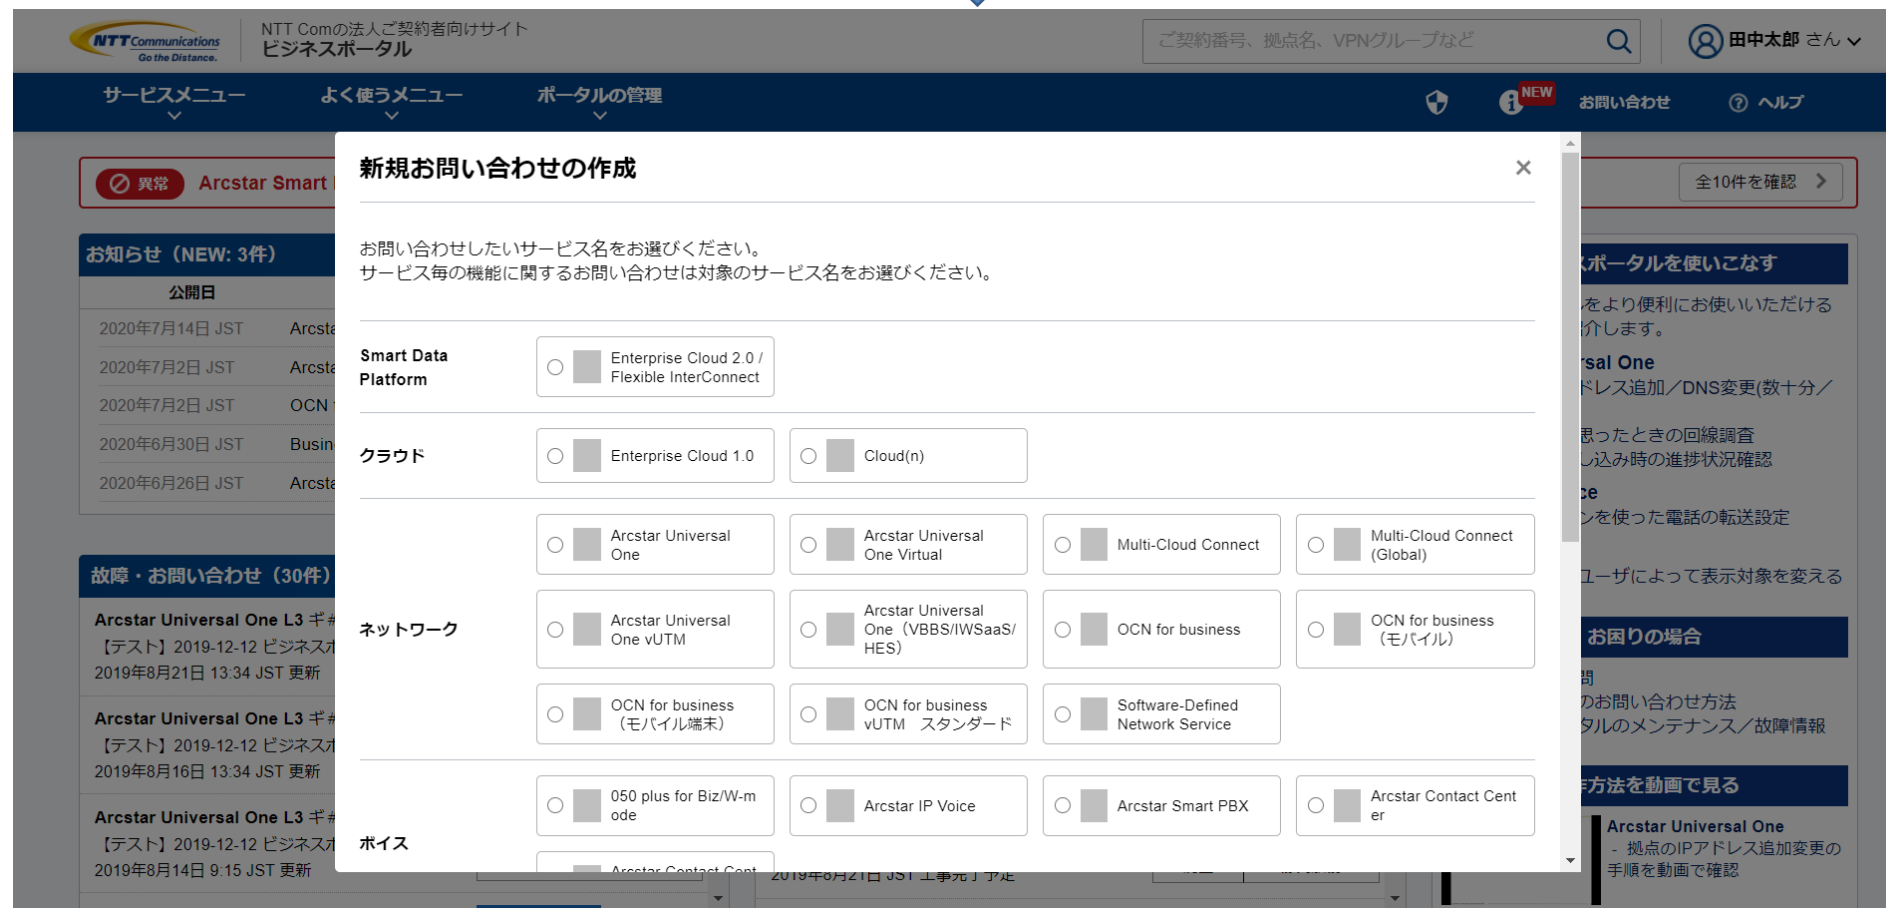 NTT Communications
Go the Distance.
NTT Comの法人ご契約者向けサイト
ビジネスポータル
ご契約番号、拠点名、VPNグループなど
田中太郎 さん
サービスメニュー
よく使うメニュー
ポータルの管理
NEW
お問い合わせ
ヘルプ
異常
Arcstar Smart
全10件を確認
新規お問い合わせの作成
お問い合わせしたいサービス名をお選びください。
サービス毎の機能に関するお問い合わせは対象のサービス名をお選びください。
Smart Data
Platform
Enterprise Cloud 2.0 /
Flexible InterConnect
クラウド
Enterprise Cloud 1.0
Cloud(n)
ネットワーク
Arcstar Universal
One
Arcstar Universal
One Virtual
Multi-Cloud Connect
Multi-Cloud Connect
(Global)
Arcstar Universal
One vUTM
Arcstar Universal
One（VBBS/IWSaaS/
HES）
OCN for business
OCN for business
（モバイル）
OCN for business
（モバイル端末）
OCN for business
vUTM　スタンダード
Software-Defined
Network Service
ボイス
050 plus for Biz/W-m
ode
Arcstar IP Voice
Arcstar Smart PBX
Arcstar Contact Cent
er
Arcstar Contact Cent
お知らせ（NEW: 3件）
公開日
2020年7月14日 JST Arcsta
2020年7月2日 JST Arcsta
2020年7月2日 JST OCN
2020年6月30日 JST Busin
2020年6月26日 JST Arcsta
故障・お問い合わせ（30件）
Arcstar Universal One L3 ギ
【テスト】2019-12-12 ビジネスポ
2019年8月21日 13:34 JST 更新
Arcstar Universal One L3 ギ
【テスト】2019-12-12 ビジネスポ
2019年8月16日 13:34 JST 更新
Arcstar Universal One L3 ギ
【テスト】2019-12-12 ビジネスポ
2019年8月14日 9:15 JST 更新
2019年8月21日 JST 工事完了予定
ポータルを使いこなす
をより便利にお使いいただける
介します。
rsal One
ドレス追加／DNS変更(数十分／
思ったときの回線調査
し込み時の進捗状況確認
ce
ンを使った電話の転送設定
ユーザによって表示対象を変える
お困りの場合
問
のお問い合わせ方法
タルのメンテナンス／故障情報
方法を動画で見る
Arcstar Universal One
- 拠点のIPアドレス追加変更の
手順を動画で確認